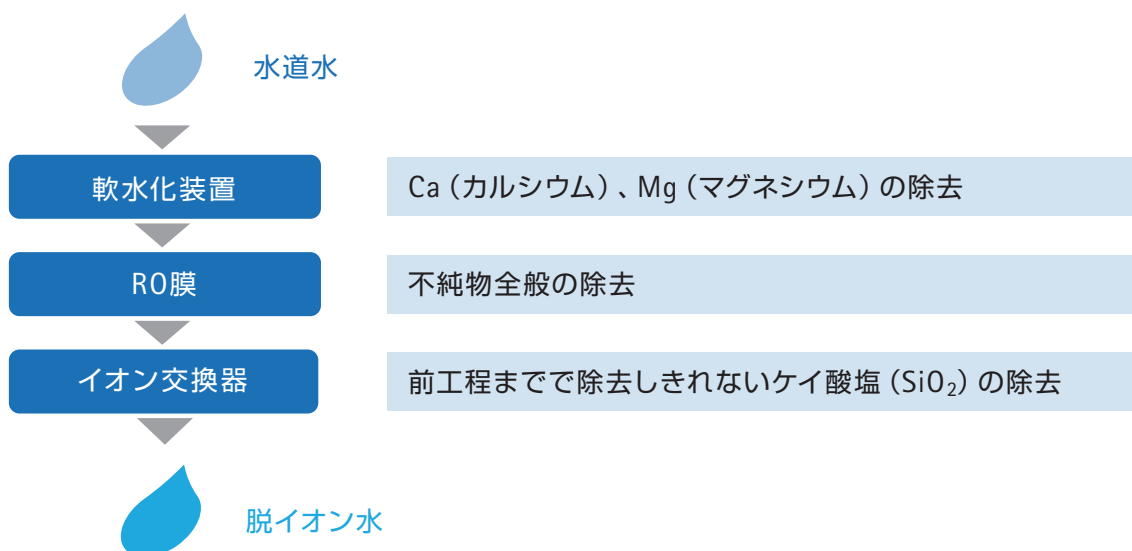 水道水
軟水化装置
Ca（カルシウム）、Mg（マグネシウム）の除去
RO膜
不純物全般の除去
イオン交換器
前工程までで除去しきれないケイ酸塩（SiO₂）の除去
脱イオン水